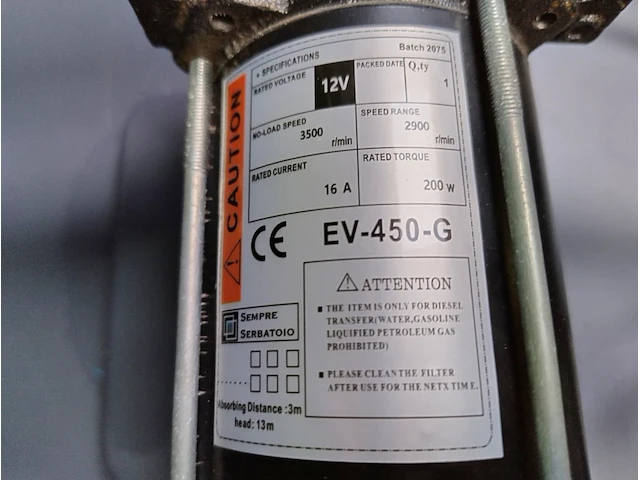 Batch 2075
• SPECIFICATIONS
RATED VOLTAGE 12V PACKED DATE Q,ty 1
NO-LOAD SPEED 3500 r/min SPEED RANGE 2900 r/min
RATED CURRENT 16 A RATED TORQUE 200 w
⚠ CAUTION
CE EV-450-G
⚠ ATTENTION
■ THE ITEM IS ONLY FOR DIESEL
TRANSFER(WATER,GASOLINE
LIQUIFIED PETROLEUM GAS
PROHIBITED)
■ PLEASE CLEAN THE FILTER
AFTER USE FOR THE NETX TIME.
SEMPRE
SERBATOIO
Absorbing Distance :3m
head: 13m